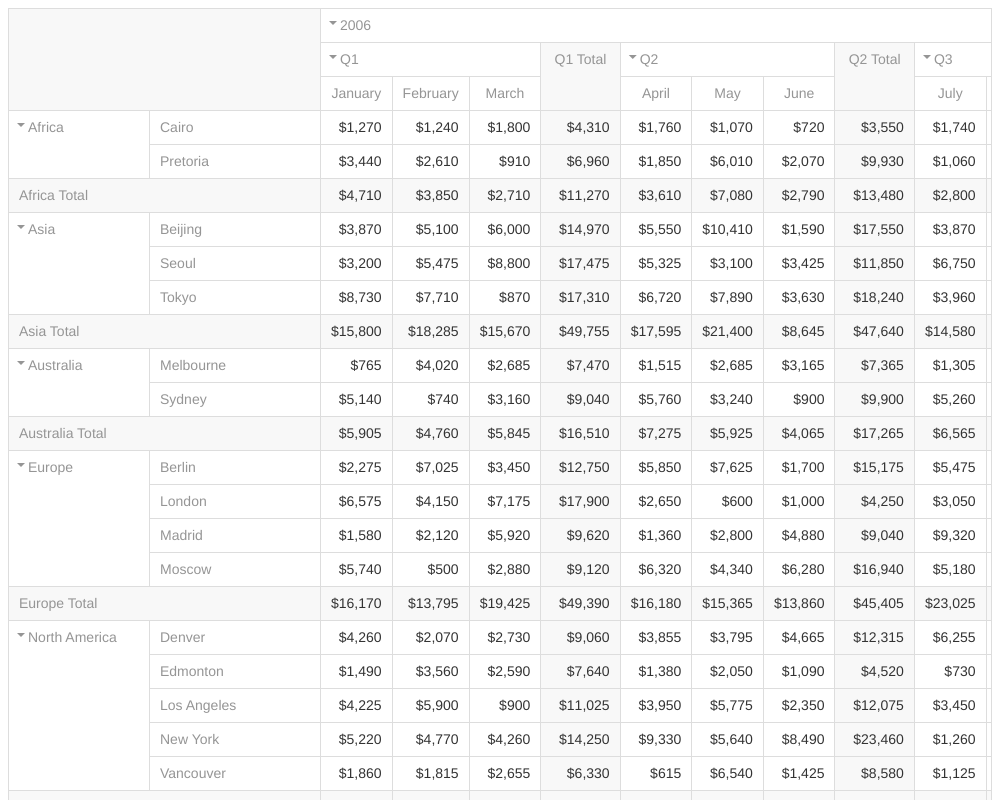 2006
Q1 Q1 Total Q2 Q2 Total Q3
January February March April May June July
Africa Cairo $1,270 $1,240 $1,800 $4,310 $1,760 $1,070 $720 $3,550 $1,740
Pretoria $3,440 $2,610 $910 $6,960 $1,850 $6,010 $2,070 $9,930 $1,060
Africa Total $4,710 $3,850 $2,710 $11,270 $3,610 $7,080 $2,790 $13,480 $2,800
Asia Beijing $3,870 $5,100 $6,000 $14,970 $5,550 $10,410 $1,590 $17,550 $3,870
Seoul $3,200 $5,475 $8,800 $17,475 $5,325 $3,100 $3,425 $11,850 $6,750
Tokyo $8,730 $7,710 $870 $17,310 $6,720 $7,890 $3,630 $18,240 $3,960
Asia Total $15,800 $18,285 $15,670 $49,755 $17,595 $21,400 $8,645 $47,640 $14,580
Australia Melbourne $765 $4,020 $2,685 $7,470 $1,515 $2,685 $3,165 $7,365 $1,305
Sydney $5,140 $740 $3,160 $9,040 $5,760 $3,240 $900 $9,900 $5,260
Australia Total $5,905 $4,760 $5,845 $16,510 $7,275 $5,925 $4,065 $17,265 $6,565
Europe Berlin $2,275 $7,025 $3,450 $12,750 $5,850 $7,625 $1,700 $15,175 $5,475
London $6,575 $4,150 $7,175 $17,900 $2,650 $600 $1,000 $4,250 $3,050
Madrid $1,580 $2,120 $5,920 $9,620 $1,360 $2,800 $4,880 $9,040 $9,320
Moscow $5,740 $500 $2,880 $9,120 $6,320 $4,340 $6,280 $16,940 $5,180
Europe Total $16,170 $13,795 $19,425 $49,390 $16,180 $15,365 $13,860 $45,405 $23,025
North America Denver $4,260 $2,070 $2,730 $9,060 $3,855 $3,795 $4,665 $12,315 $6,255
Edmonton $1,490 $3,560 $2,590 $7,640 $1,380 $2,050 $1,090 $4,520 $730
Los Angeles $4,225 $5,900 $900 $11,025 $3,950 $5,775 $2,350 $12,075 $3,450
New York $5,220 $4,770 $4,260 $14,250 $9,330 $5,640 $8,490 $23,460 $1,260
Vancouver $1,860 $1,815 $2,655 $6,330 $615 $6,540 $1,425 $8,580 $1,125